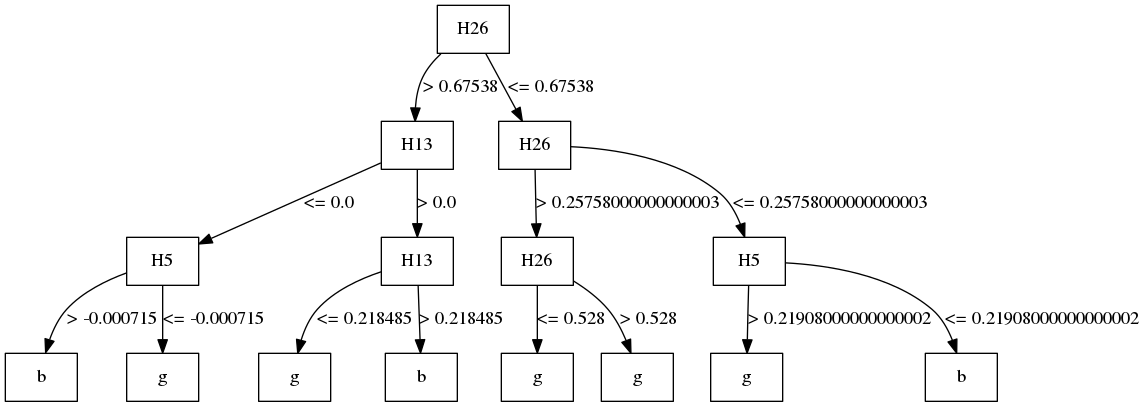 H26
> 0.67538
<= 0.67538
H13
H26
<= 0.0
> 0.0
> 0.25758000000000003
<= 0.25758000000000003
H5
H13
H26
H5
> -0.000715
<= -0.000715
<= 0.218485
> 0.218485
<= 0.528
> 0.528
> 0.21908000000000002
<= 0.21908000000000002
b
g
g
b
g
g
g
b